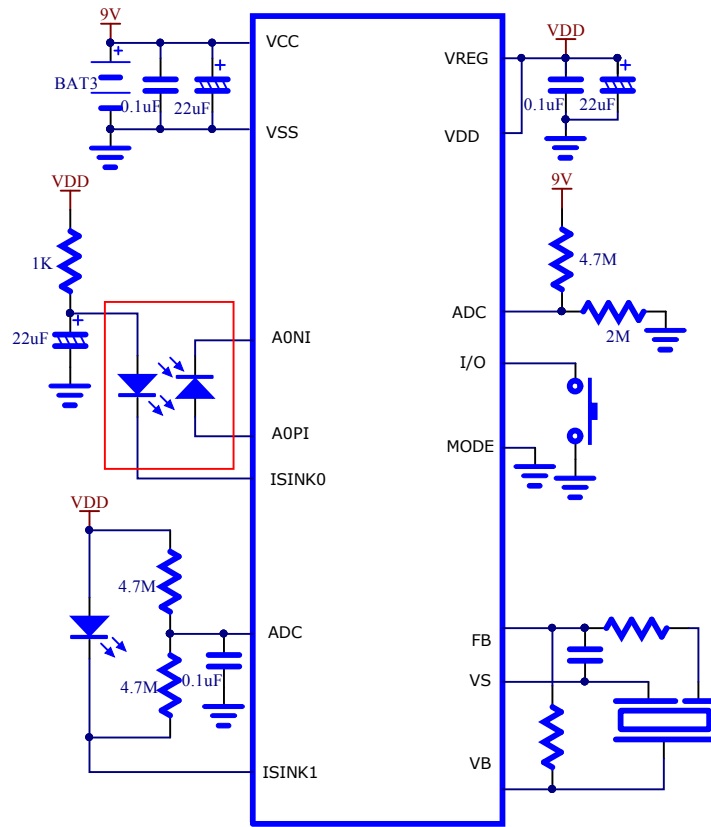 9V
VCC
BAT3
0.1uF
22uF
VSS
VDD
1K
22uF
A0NI
A0PI
ISINK0
VDD
4.7M
ADC
4.7M
0.1uF
ISINK1
VDD
VREG
0.1uF
22uF
VDD
9V
4.7M
ADC
2M
I/O
MODE
FB
VS
VB